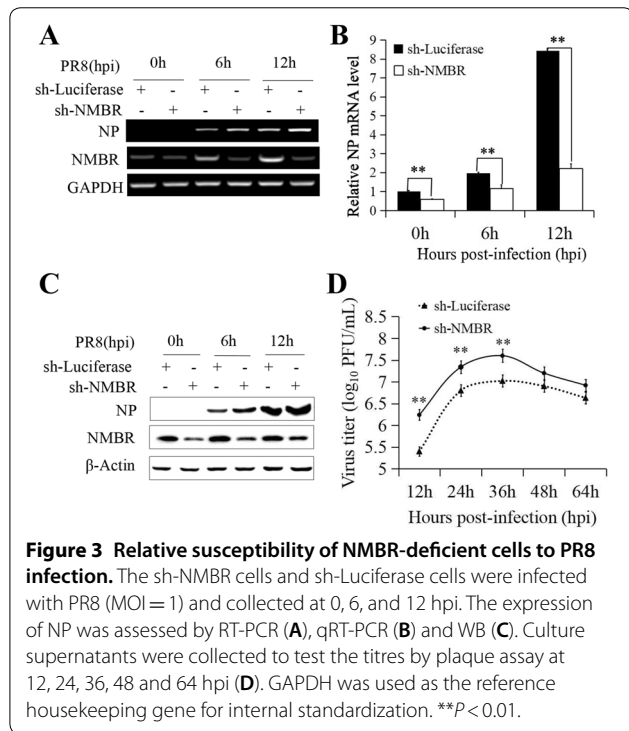 A
PR8(hpi) 0h 6h 12h
sh-Luciferase + - + - + -
sh-NMBR - + - + - +
NP
NMBR
GAPDH
B
Relative NP mRNA level
9
8
7
6
5
4
3
2
1
0
sh-Luciferase
sh-NMBR
** ** **
0h 6h 12h
Hours post-infection (hpi)
C
PR8(hpi) 0h 6h 12h
sh-Luciferase + - + - + -
sh-NMBR - + - + - +
NP
NMBR
β-Actin
D
Virus titer (log10 PFU/mL)
8.5
8
7.5
7
6.5
6
5.5
5
sh-Luciferase
sh-NMBR
** ** **
12h 24h 36h 48h 64h
Hours post-infection (hpi)
Figure 3 Relative susceptibility of NMBR-deficient cells to PR8
infection. The sh-NMBR cells and sh-Luciferase cells were infected
with PR8 (MOI = 1) and collected at 0, 6, and 12 hpi. The expression
of NP was assessed by RT-PCR (A), qRT-PCR (B) and WB (C). Culture
supernatants were collected to test the titres by plaque assay at
12, 24, 36, 48 and 64 hpi (D). GAPDH was used as the reference
housekeeping gene for internal standardization. **P < 0.01.